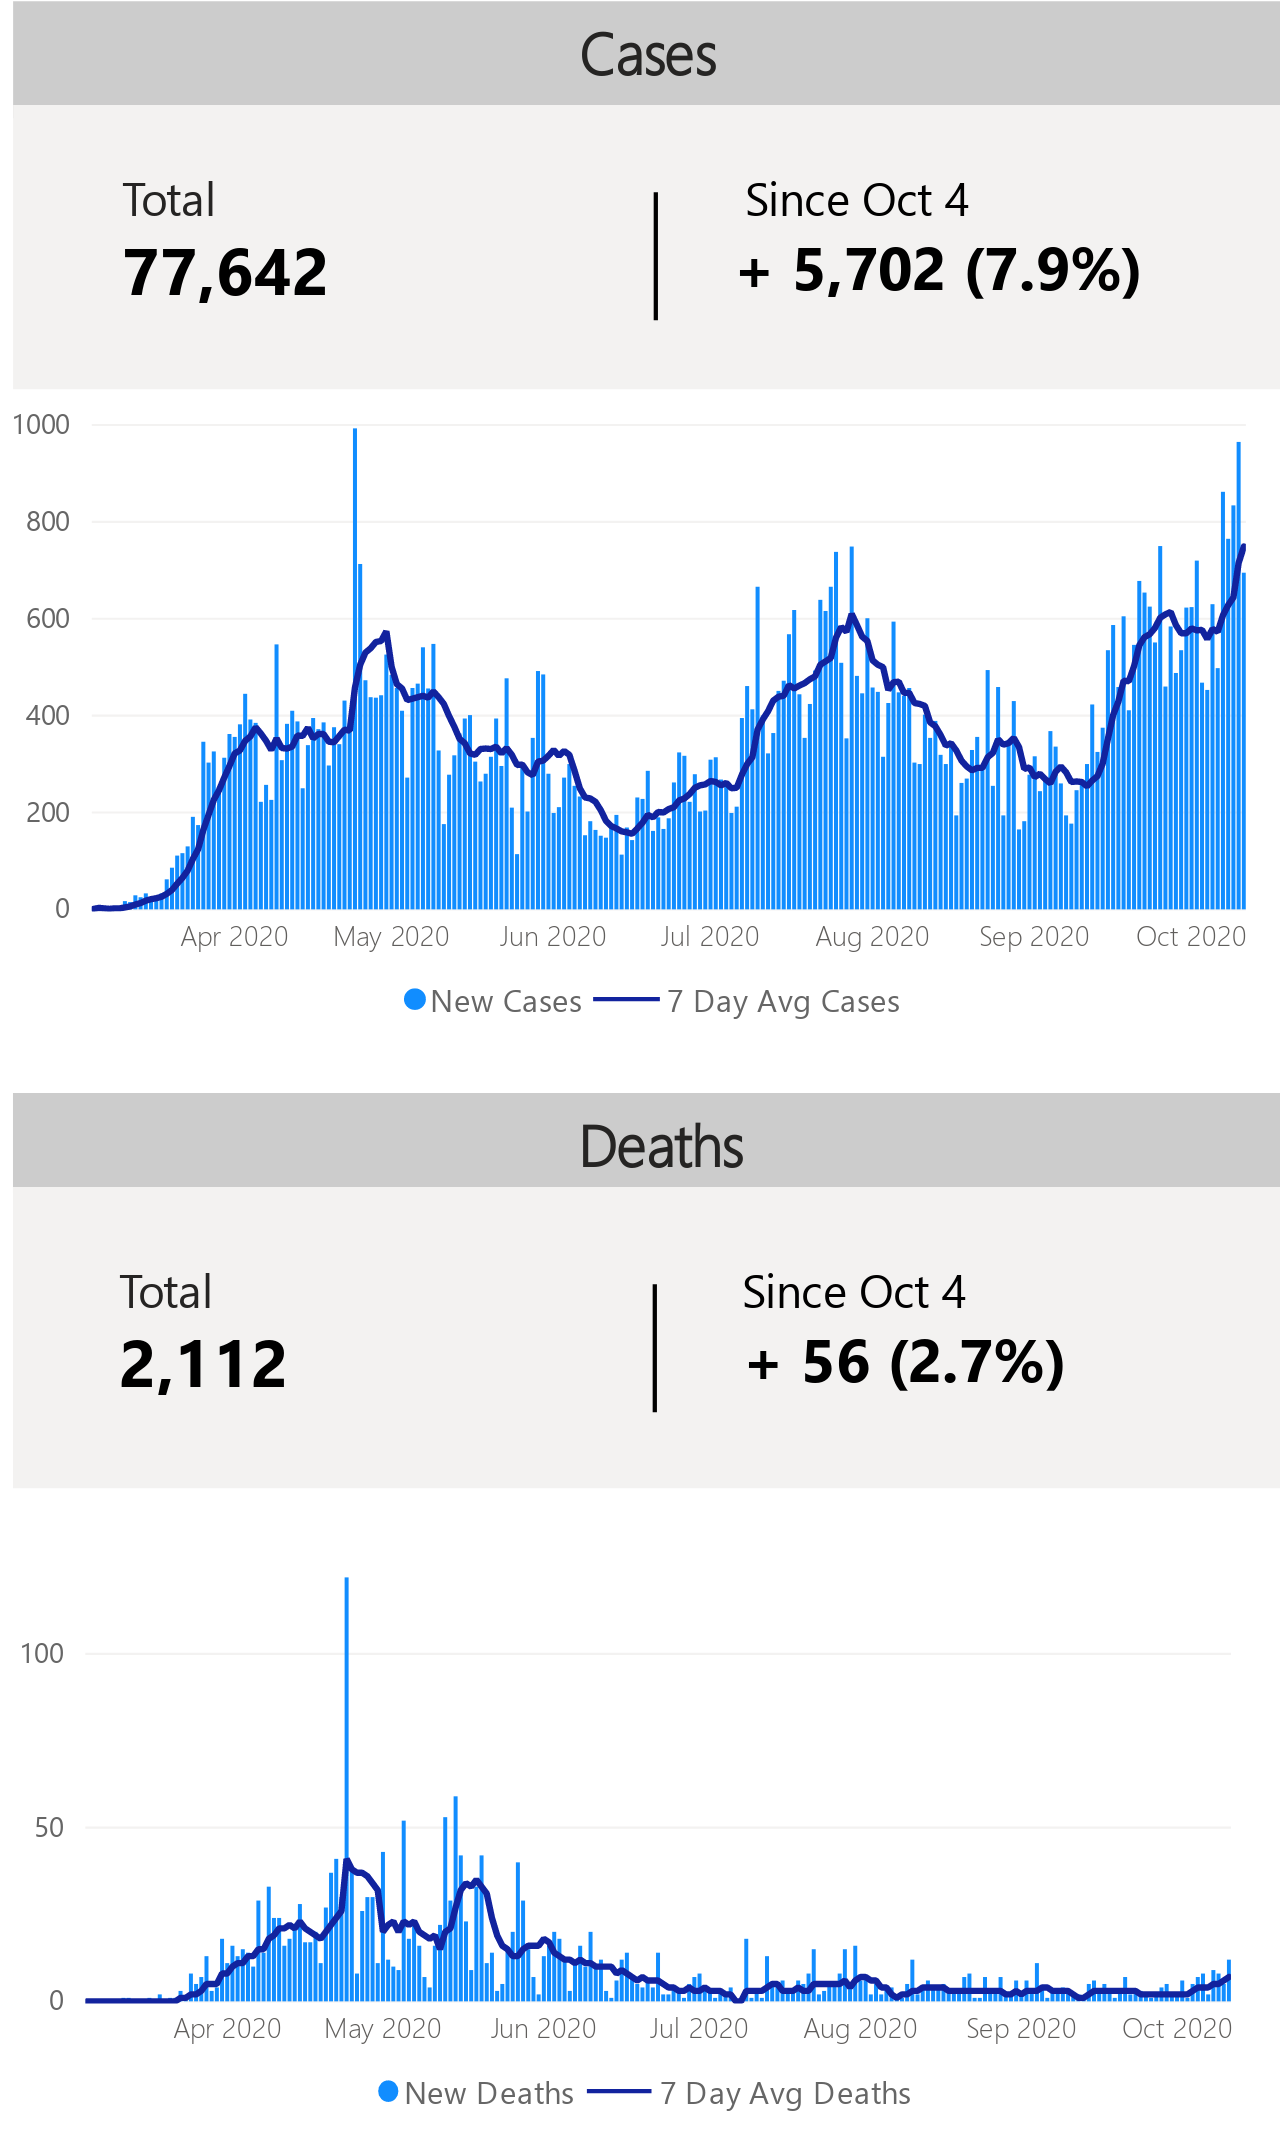 Cases
Total
Since Oct 4
77,642
+ 5,702 (7.9%)
1000
800
600
400
200
0
Apr 2020 May 2020 Jun 2020 Jul 2020 Aug 2020 Sep 2020 Oct 2020
New Cases 7 Day Avg Cases
Deaths
Total
Since Oct 4
2,112
+ 56 (2.7%)
100
50
0
Apr 2020 May 2020 Jun 2020 Jul 2020 Aug 2020 Sep 2020 Oct 2020
New Deaths 7 Day Avg Deaths